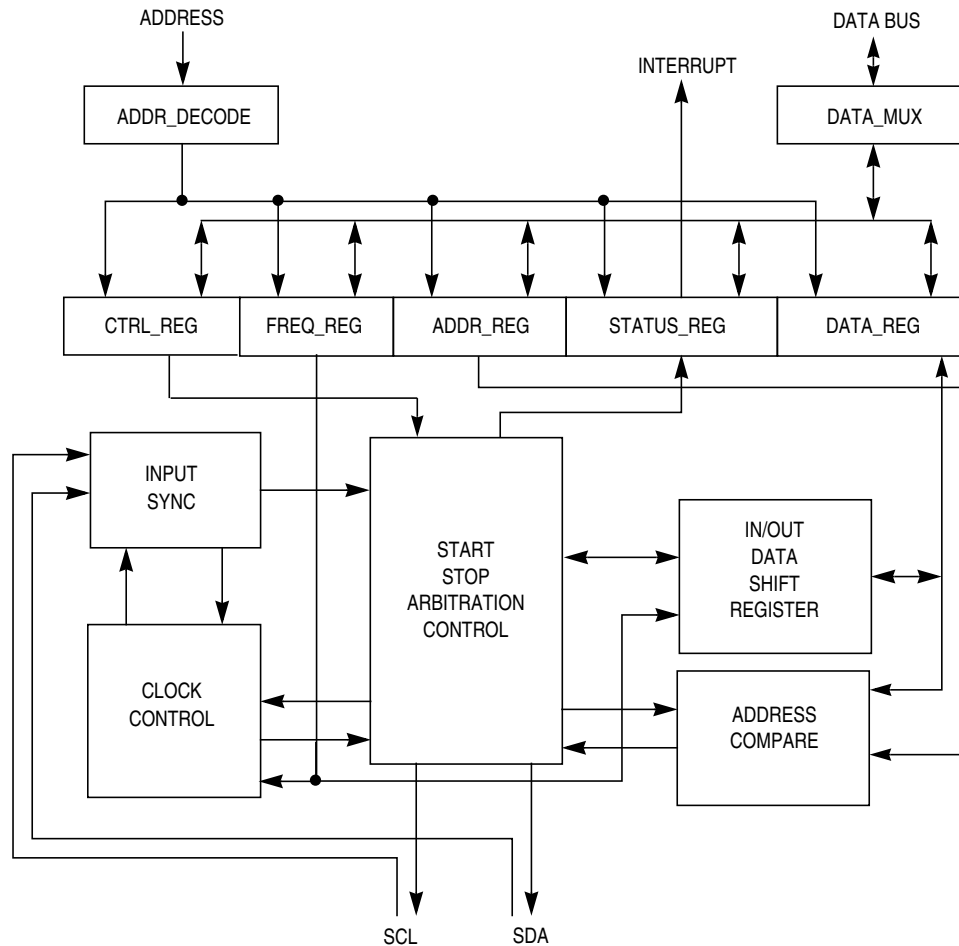 ADDRESS
DATA BUS
INTERRUPT
ADDR_DECODE
DATA_MUX
CTRL_REG
FREQ_REG
ADDR_REG
STATUS_REG
DATA_REG
INPUT
SYNC
START
STOP
ARBITRATION
CONTROL
IN/OUT
DATA
SHIFT
REGISTER
CLOCK
CONTROL
ADDRESS
COMPARE
SCL
SDA